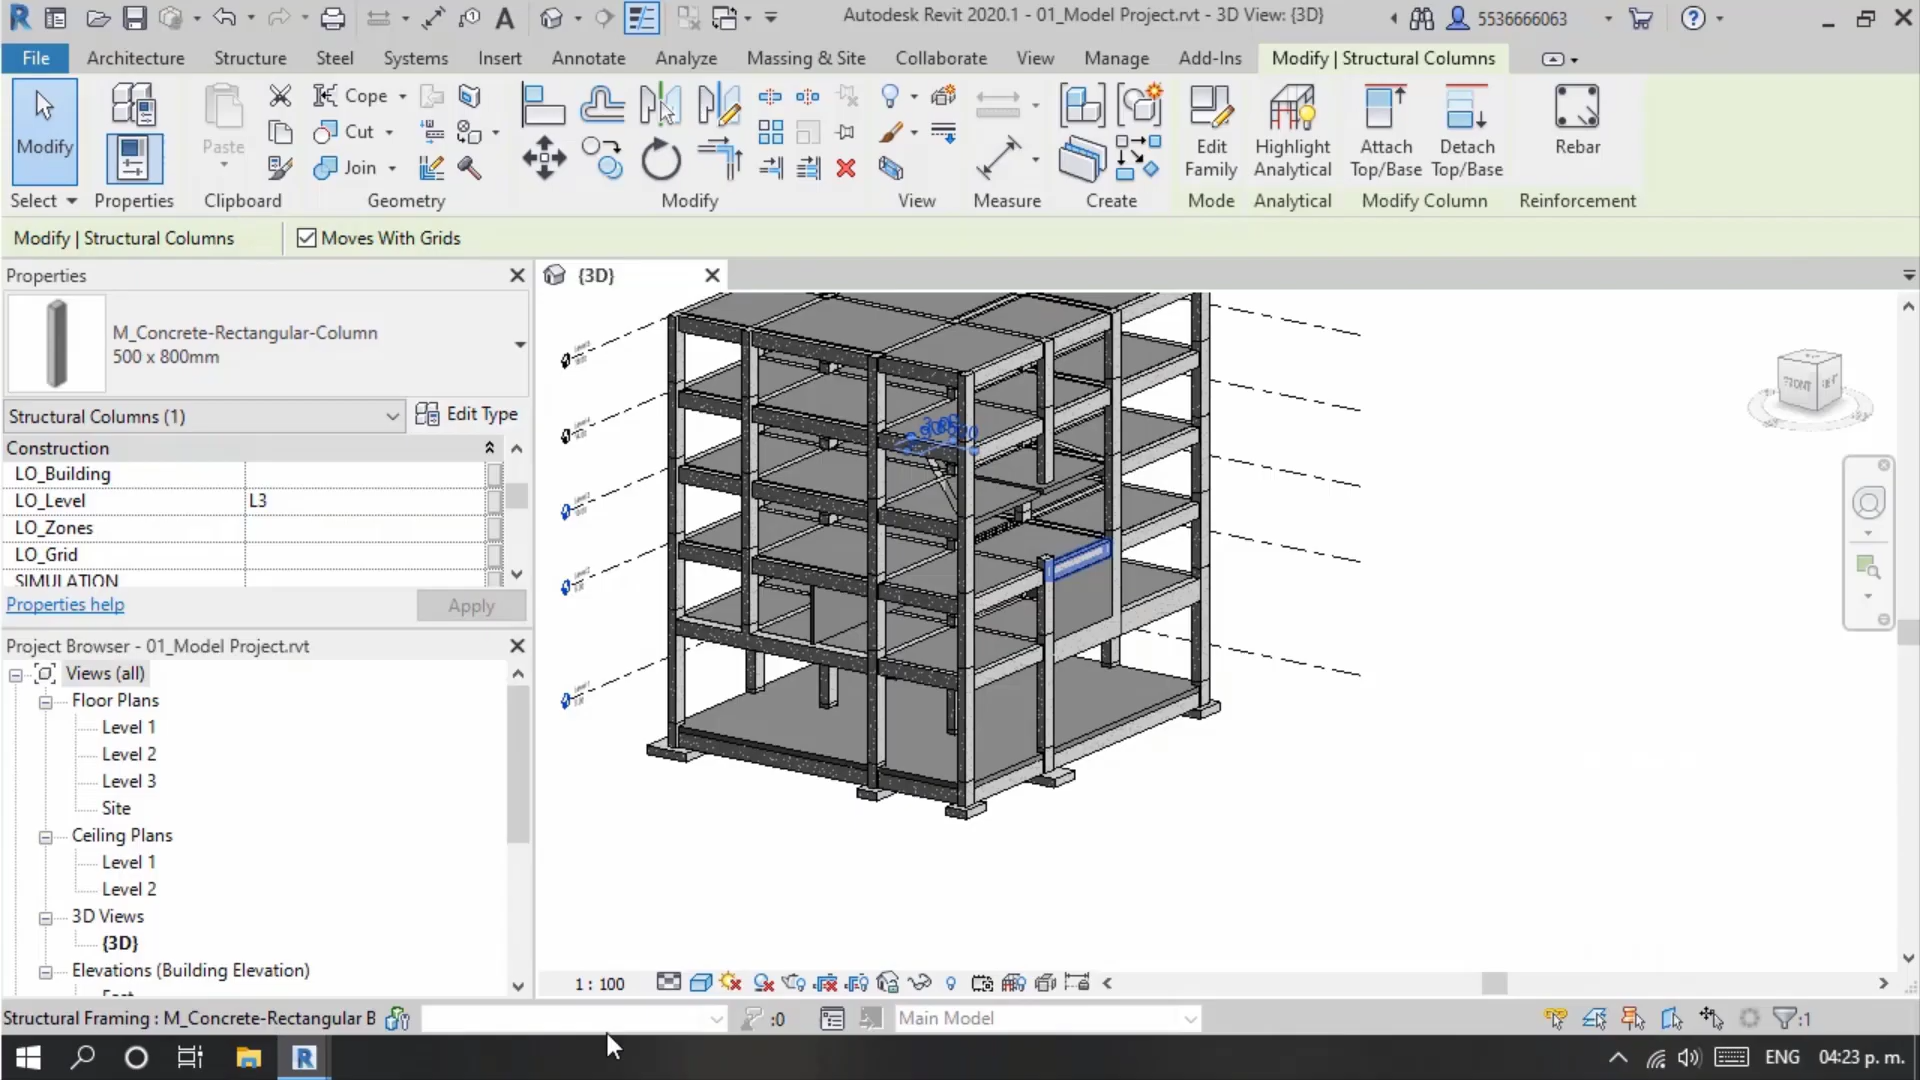 Autodesk Revit 2020.1 - 01_Model Project.rvt - 3D View: {3D}
5536666063
File Architecture Structure Steel Systems Insert Annotate Analyze Massing & Site Collaborate View Manage Add-Ins Modify | Structural Columns
Modify
Paste
Cope
Cut
Join
Edit Family
Highlight Analytical
Attach Top/Base
Detach Top/Base
Rebar
Select Properties Clipboard Geometry Modify View Measure Create Mode Analytical Modify Column Reinforcement
Modify | Structural Columns Moves With Grids
Properties
{3D}
M_Concrete-Rectangular-Column
500 x 800mm
Structural Columns (1) Edit Type
Construction
LO_Building
LO_Level L3
LO_Zones
LO_Grid
SIMULATION
Properties help Apply
Project Browser - 01_Model Project.rvt
Views (all)
Floor Plans
Level 1
Level 2
Level 3
Site
Ceiling Plans
Level 1
Level 2
3D Views
{3D}
Elevations (Building Elevation)
East
FRONT
1 : 100
Structural Framing : M_Concrete-Rectangular B
:0
Main Model
:1
ENG 04:23 p. m.